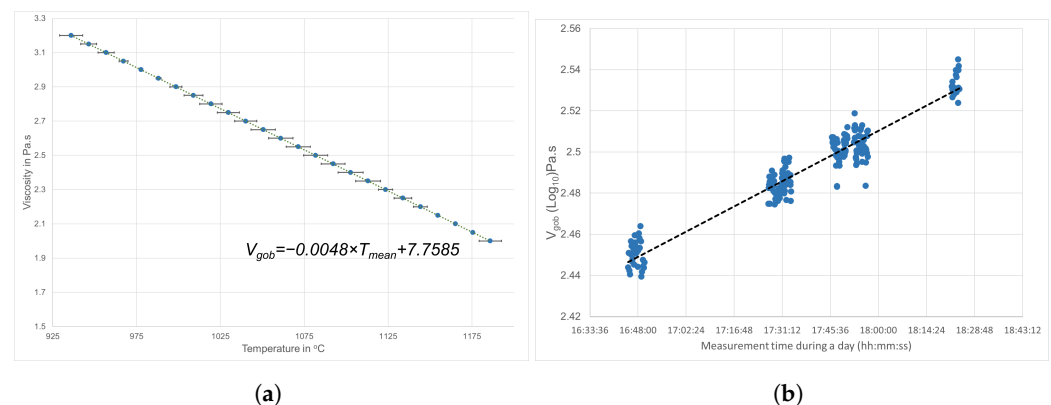 3.3
3.1
2.9
2.7
2.5
2.3
2.1
1.9
1.7
1.5
Viscosity in Pa.s
V_gob=−0.0048×T_mean+7.7585
925 975 1025 1075 1125 1175
Temperature in °C
(a)
2.56
2.54
2.52
2.5
2.48
2.46
2.44
2.42
V_gob (Log₁₀)Pa.s
16:33:36 16:48:00 17:02:24 17:16:48 17:31:12 17:45:36 18:00:00 18:14:24 18:28:48 18:43:12
Measurement time during a day (hh:mm:ss)
(b)